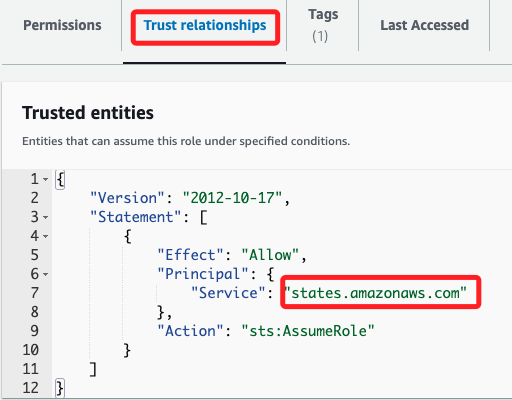 Permissions
Trust relationships
Tags
(1)
Last Accessed
Trusted entities
Entities that can assume this role under specified conditions.
1 {
2     "Version": "2012-10-17",
3     "Statement": [
4         {
5             "Effect": "Allow",
6             "Principal": {
7                 "Service": "states.amazonaws.com"
8             },
9             "Action": "sts:AssumeRole"
10         }
11     ]
12 }